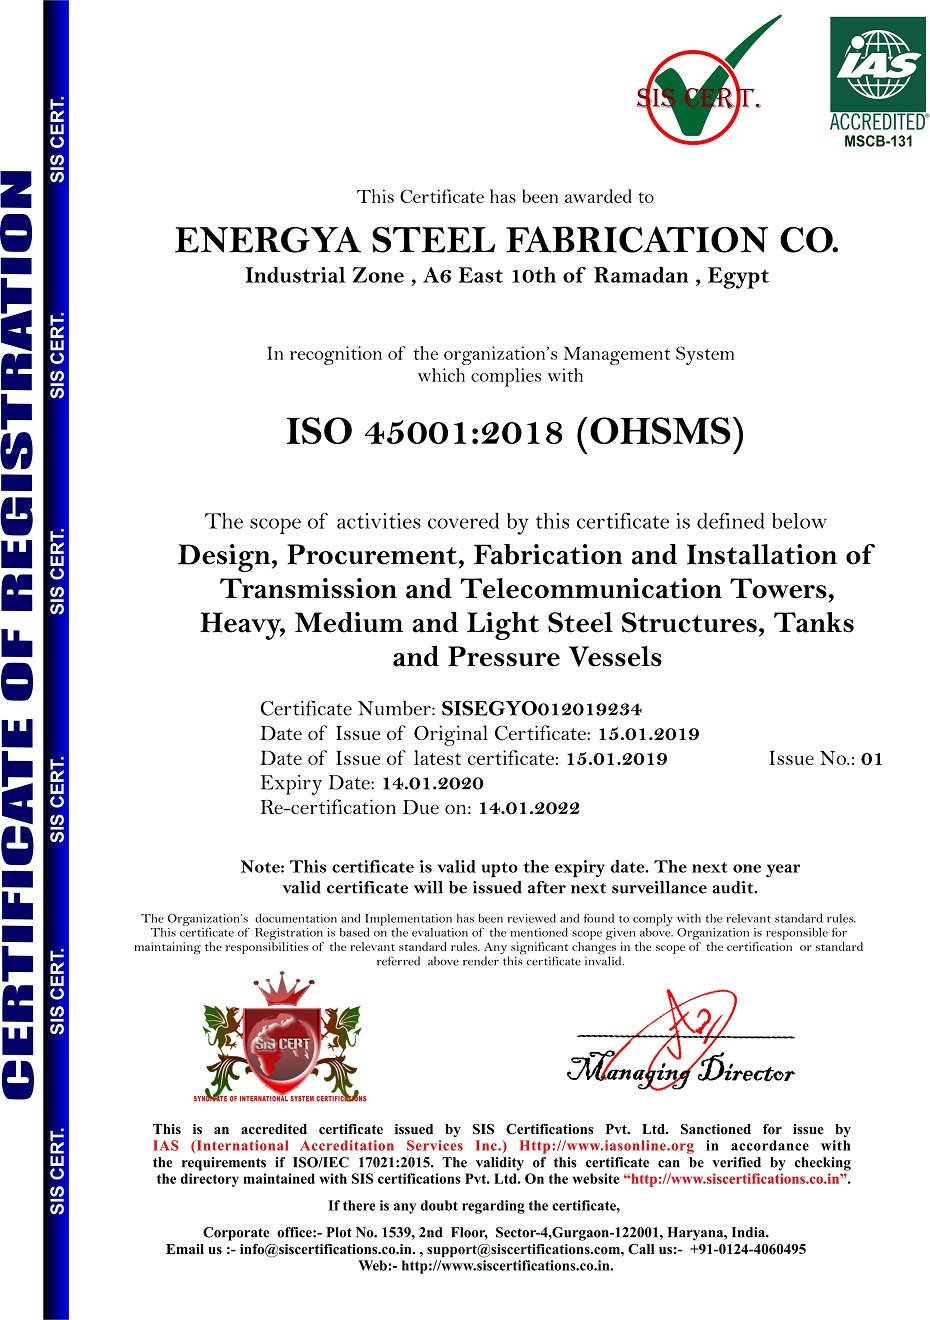 CERTIFICATE OF REGISTRATION
SIS CERT.
SIS CERT.
SIS CERT.
SIS CERT.
SIS CERT.
SIS CERT.
SIS CERT.
IAS
ACCREDITED®
MSCB-131
This Certificate has been awarded to
ENERGYA STEEL FABRICATION CO.
Industrial Zone , A6 East 10th of Ramadan , Egypt
In recognition of the organization's Management System
which complies with
ISO 45001:2018 (OHSMS)
The scope of activities covered by this certificate is defined below
Design, Procurement, Fabrication and Installation of
Transmission and Telecommunication Towers,
Heavy, Medium and Light Steel Structures, Tanks
and Pressure Vessels
Certificate Number: SISEGYO012019234
Date of Issue of Original Certificate: 15.01.2019
Date of Issue of latest certificate: 15.01.2019 Issue No.: 01
Expiry Date: 14.01.2020
Re-certification Due on: 14.01.2022
Note: This certificate is valid upto the expiry date. The next one year
valid certificate will be issued after next surveillance audit.
The Organization's documentation and Implementation has been reviewed and found to comply with the relevant standard rules.
This certificate of Registration is based on the evaluation of the mentioned scope given above. Organization is responsible for
maintaining the responsibilities of the relevant standard rules. Any significant changes in the scope of the certification or standard
referred above render this certificate invalid.
SIS CERT
SYNDICATE OF INTERNATIONAL SYSTEM CERTIFICATIONS
Managing Director
This is an accredited certificate issued by SIS Certifications Pvt. Ltd. Sanctioned for issue by
IAS (International Accreditation Services Inc.) Http://www.iasonline.org in accordance with
the requirements if ISO/IEC 17021:2015. The validity of this certificate can be verified by checking
the directory maintained with SIS certifications Pvt. Ltd. On the website “http://www.siscertifications.co.in”.
If there is any doubt regarding the certificate,
Corporate office:- Plot No. 1539, 2nd Floor, Sector-4,Gurgaon-122001, Haryana, India.
Email us :- info@siscertifications.co.in. , support@siscertifications.com, Call us:- +91-0124-4060495
Web:- http://www.siscertifications.co.in.